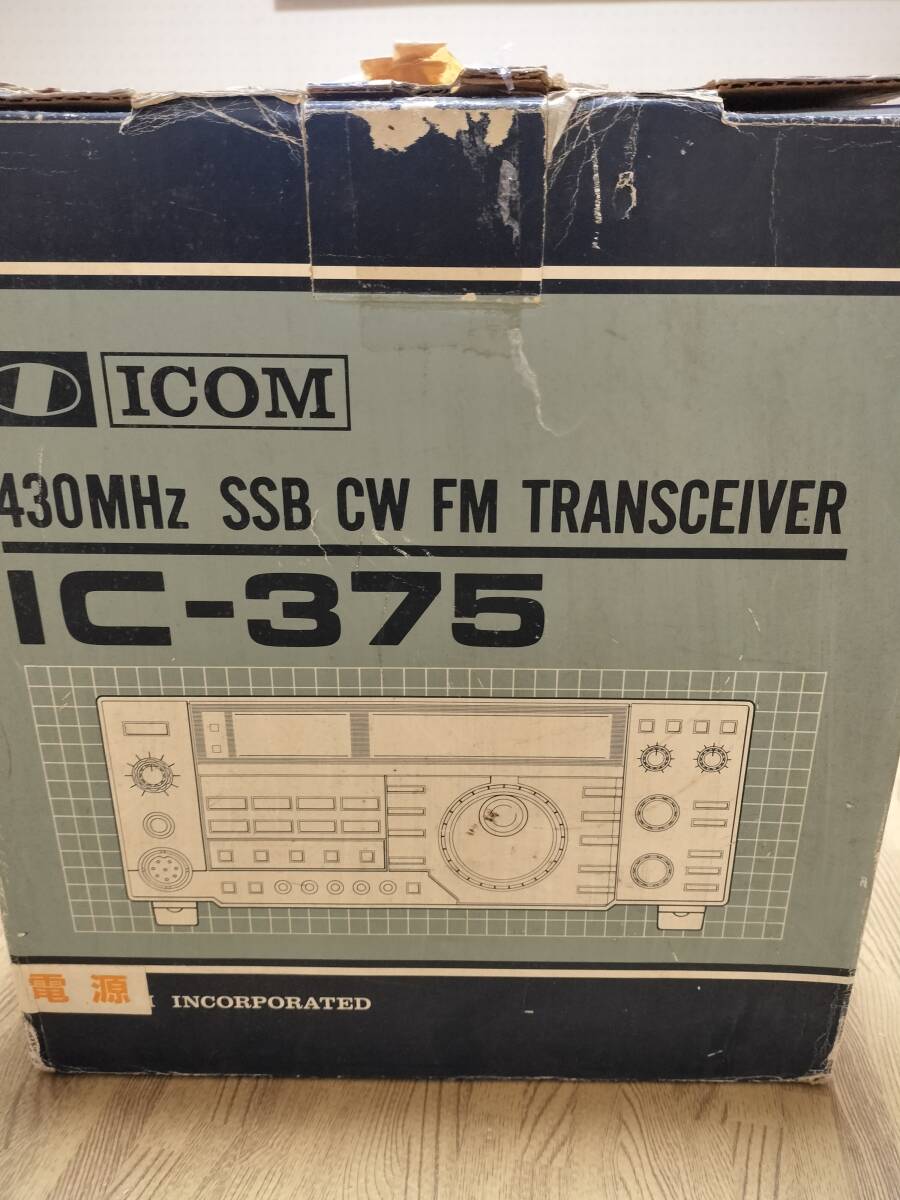 ICOM
430MHz SSB CW FM TRANSCEIVER
IC-375
電源
INCORPORATED